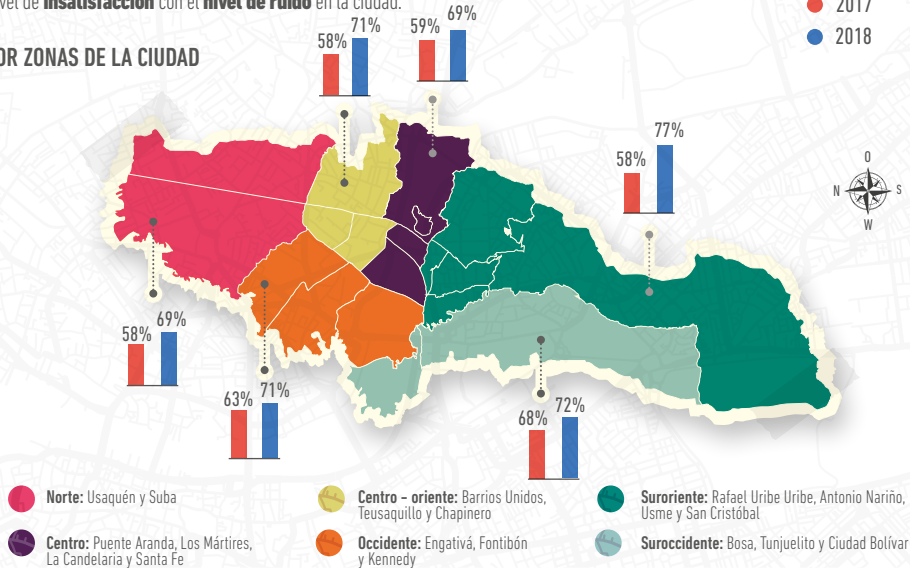 vel de insatisfacción con el nivel de ruido en la ciudad.
2017
2018
OR ZONAS DE LA CIUDAD
58% 71%
59% 69%
58% 77%
O
N S
W
58% 69%
63% 71%
68% 72%
Norte: Usaquén y Suba
Centro: Puente Aranda, Los Mártires,
La Candelaria y Santa Fe
Centro - oriente: Barrios Unidos,
Teusaquillo y Chapinero
Occidente: Engativá, Fontibón
y Kennedy
Suroriente: Rafael Uribe Uribe, Antonio Nariño,
Usme y San Cristóbal
Suroccidente: Bosa, Tunjuelito y Ciudad Bolívar